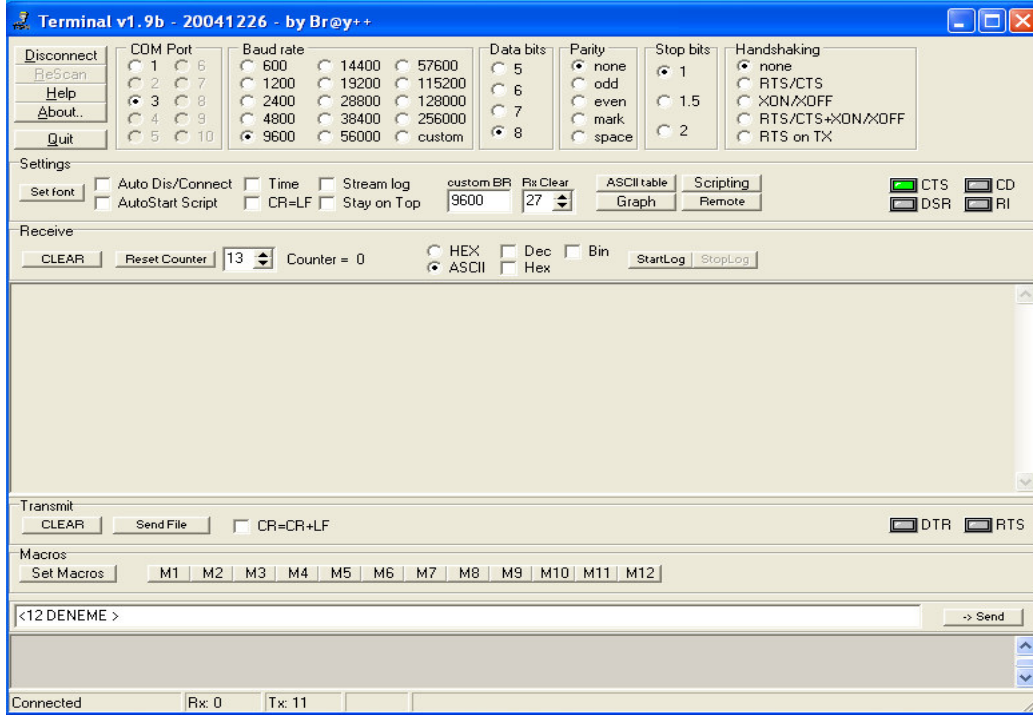 Terminal v1.9b - 20041226 - by Br@y++
Disconnect
ReScan
Help
About..
Quit
COM Port
1 6
2 7
3 8
4 9
5 10
Baud rate
600 14400 57600
1200 19200 115200
2400 28800 128000
4800 38400 256000
9600 56000 custom
Data bits
5
6
7
8
Parity
none
odd
even
mark
space
Stop bits
1
1.5
2
Handshaking
none
RTS/CTS
XON/XOFF
RTS/CTS+XON/XOFF
RTS on TX
Settings
Set font
Auto Dis/Connect Time Stream log
AutoStart Script CR=LF Stay on Top
custom BR Rx Clear
9600 27
ASCII table Scripting
Graph Remote
CTS CD
DSR RI
Receive
CLEAR Reset Counter 13 Counter = 0
HEX Dec Bin
ASCII Hex
StartLog StopLog
Transmit
CLEAR Send File CR=CR+LF DTR RTS
Macros
Set Macros M1 M2 M3 M4 M5 M6 M7 M8 M9 M10 M11 M12
<12 DENEME > -> Send
Connected Rx: 0 Tx: 11